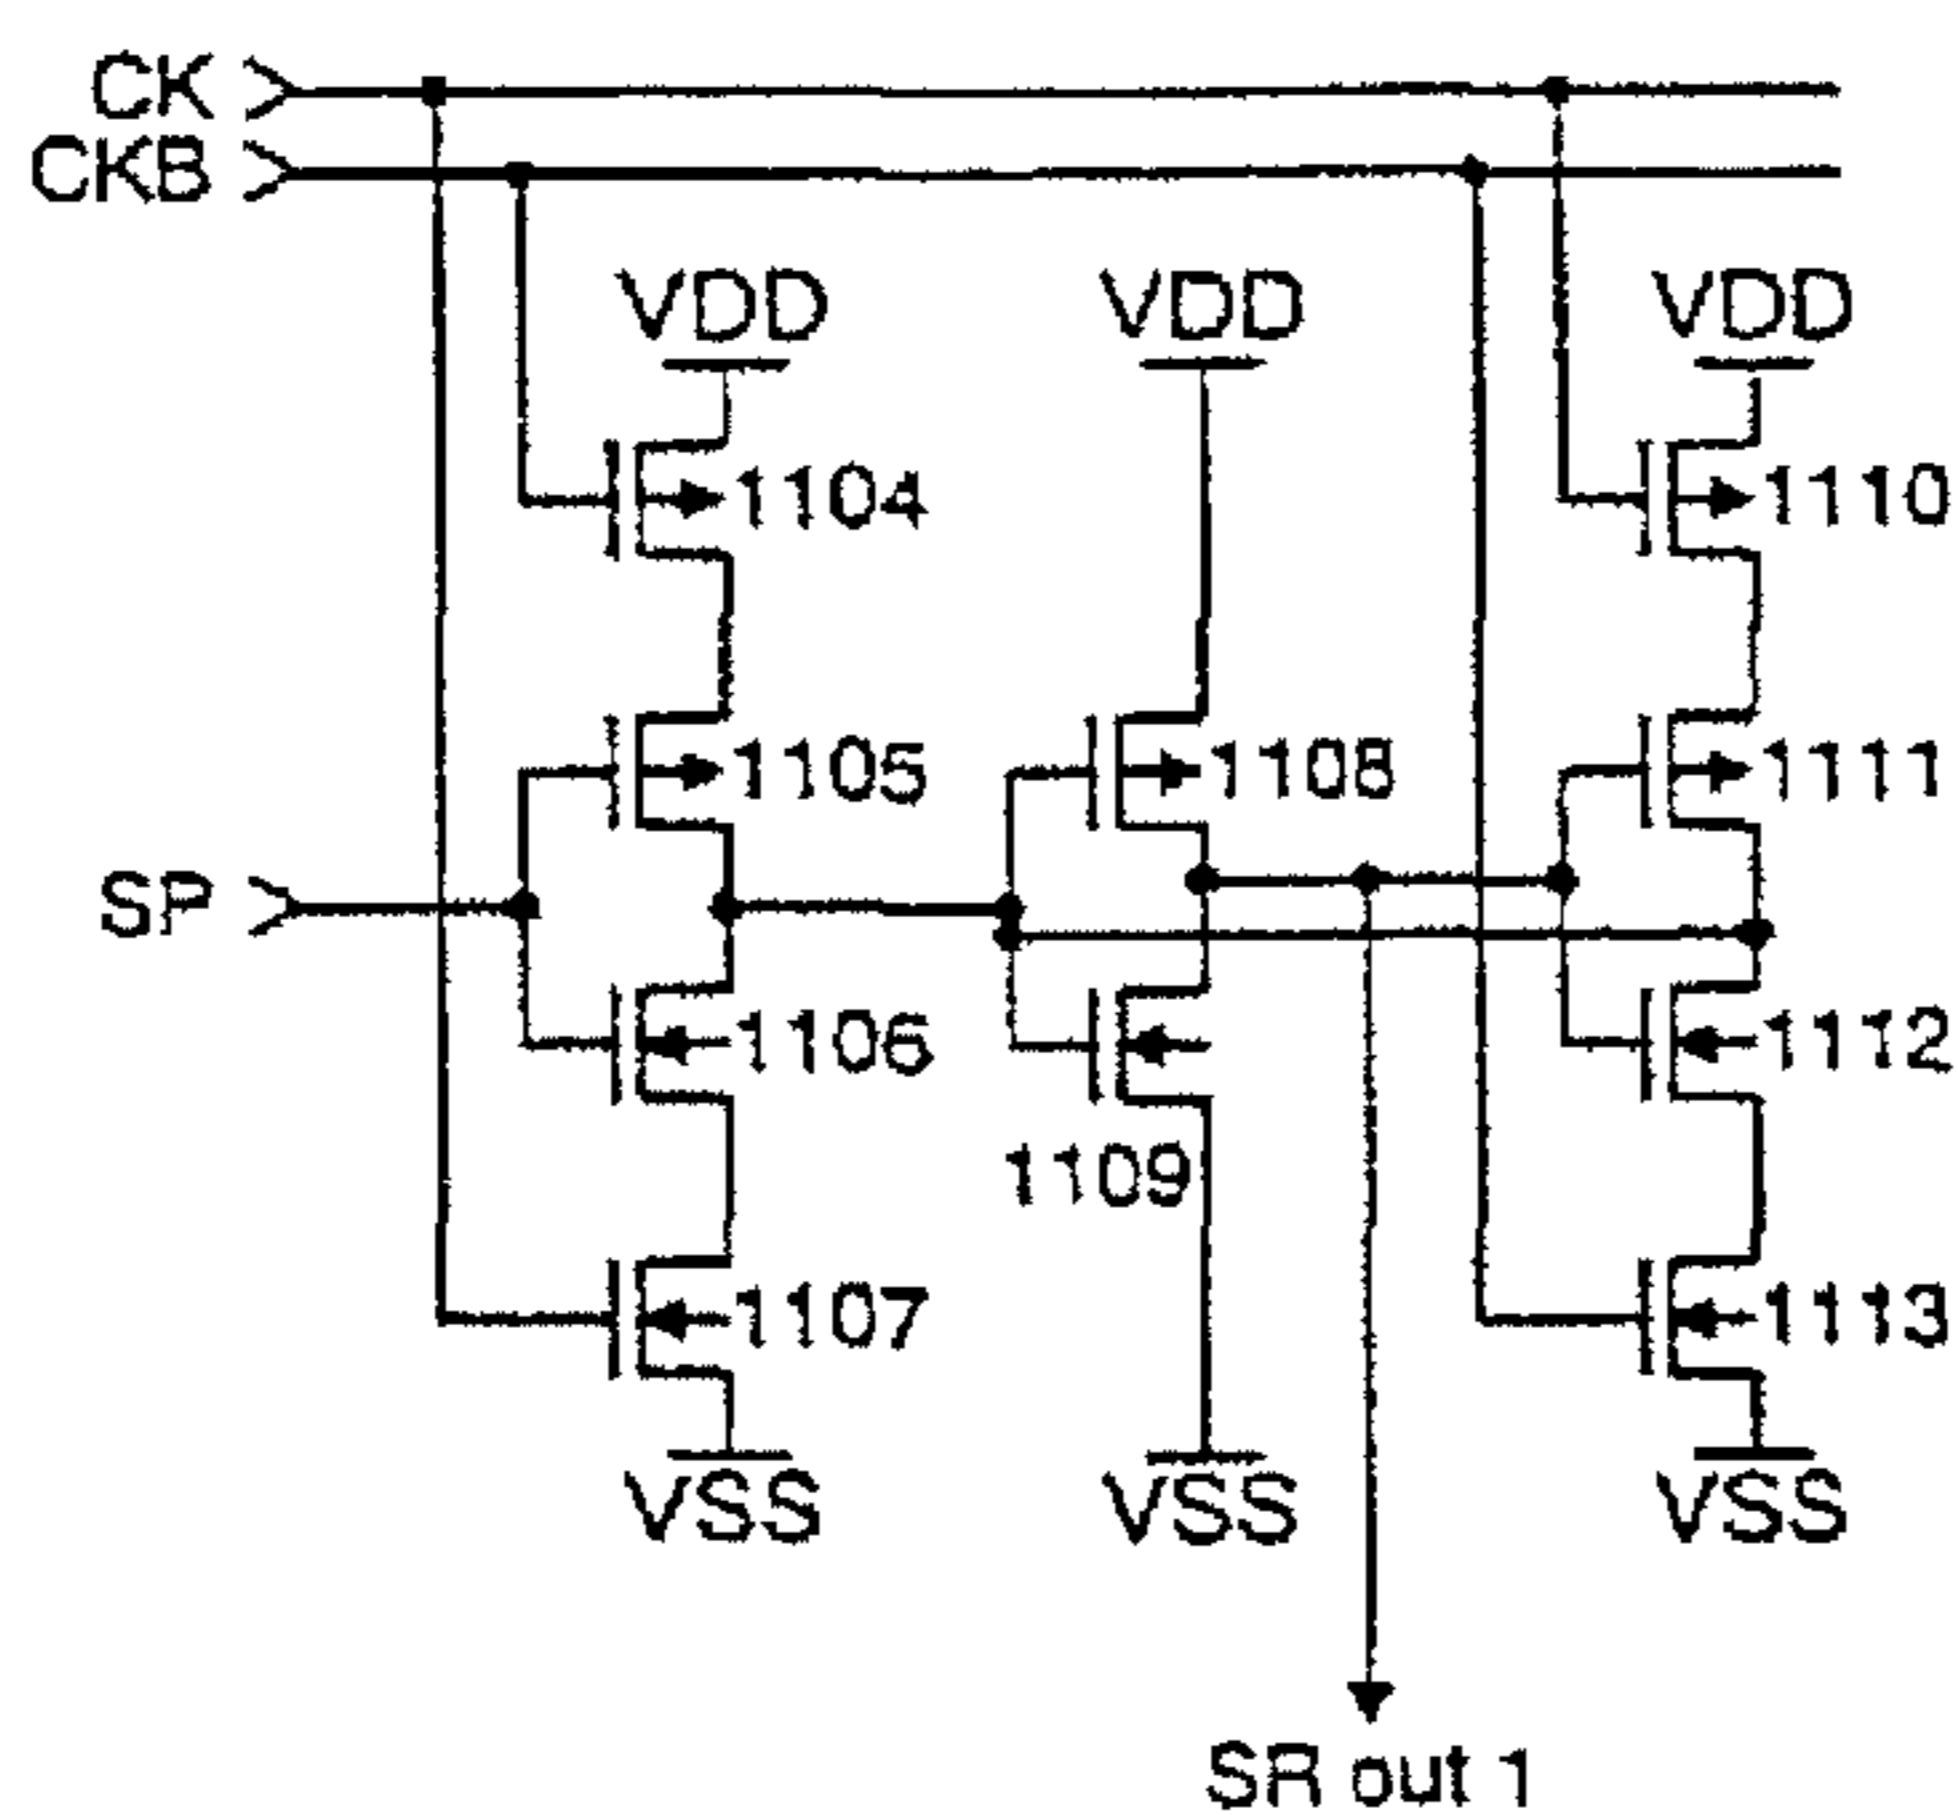 CK
CKB
VDD VDD VDD
1104 1110
1105 1108 1111
SP
1106 1112
1109
1107 1113
VSS VSS VSS
SR out 1